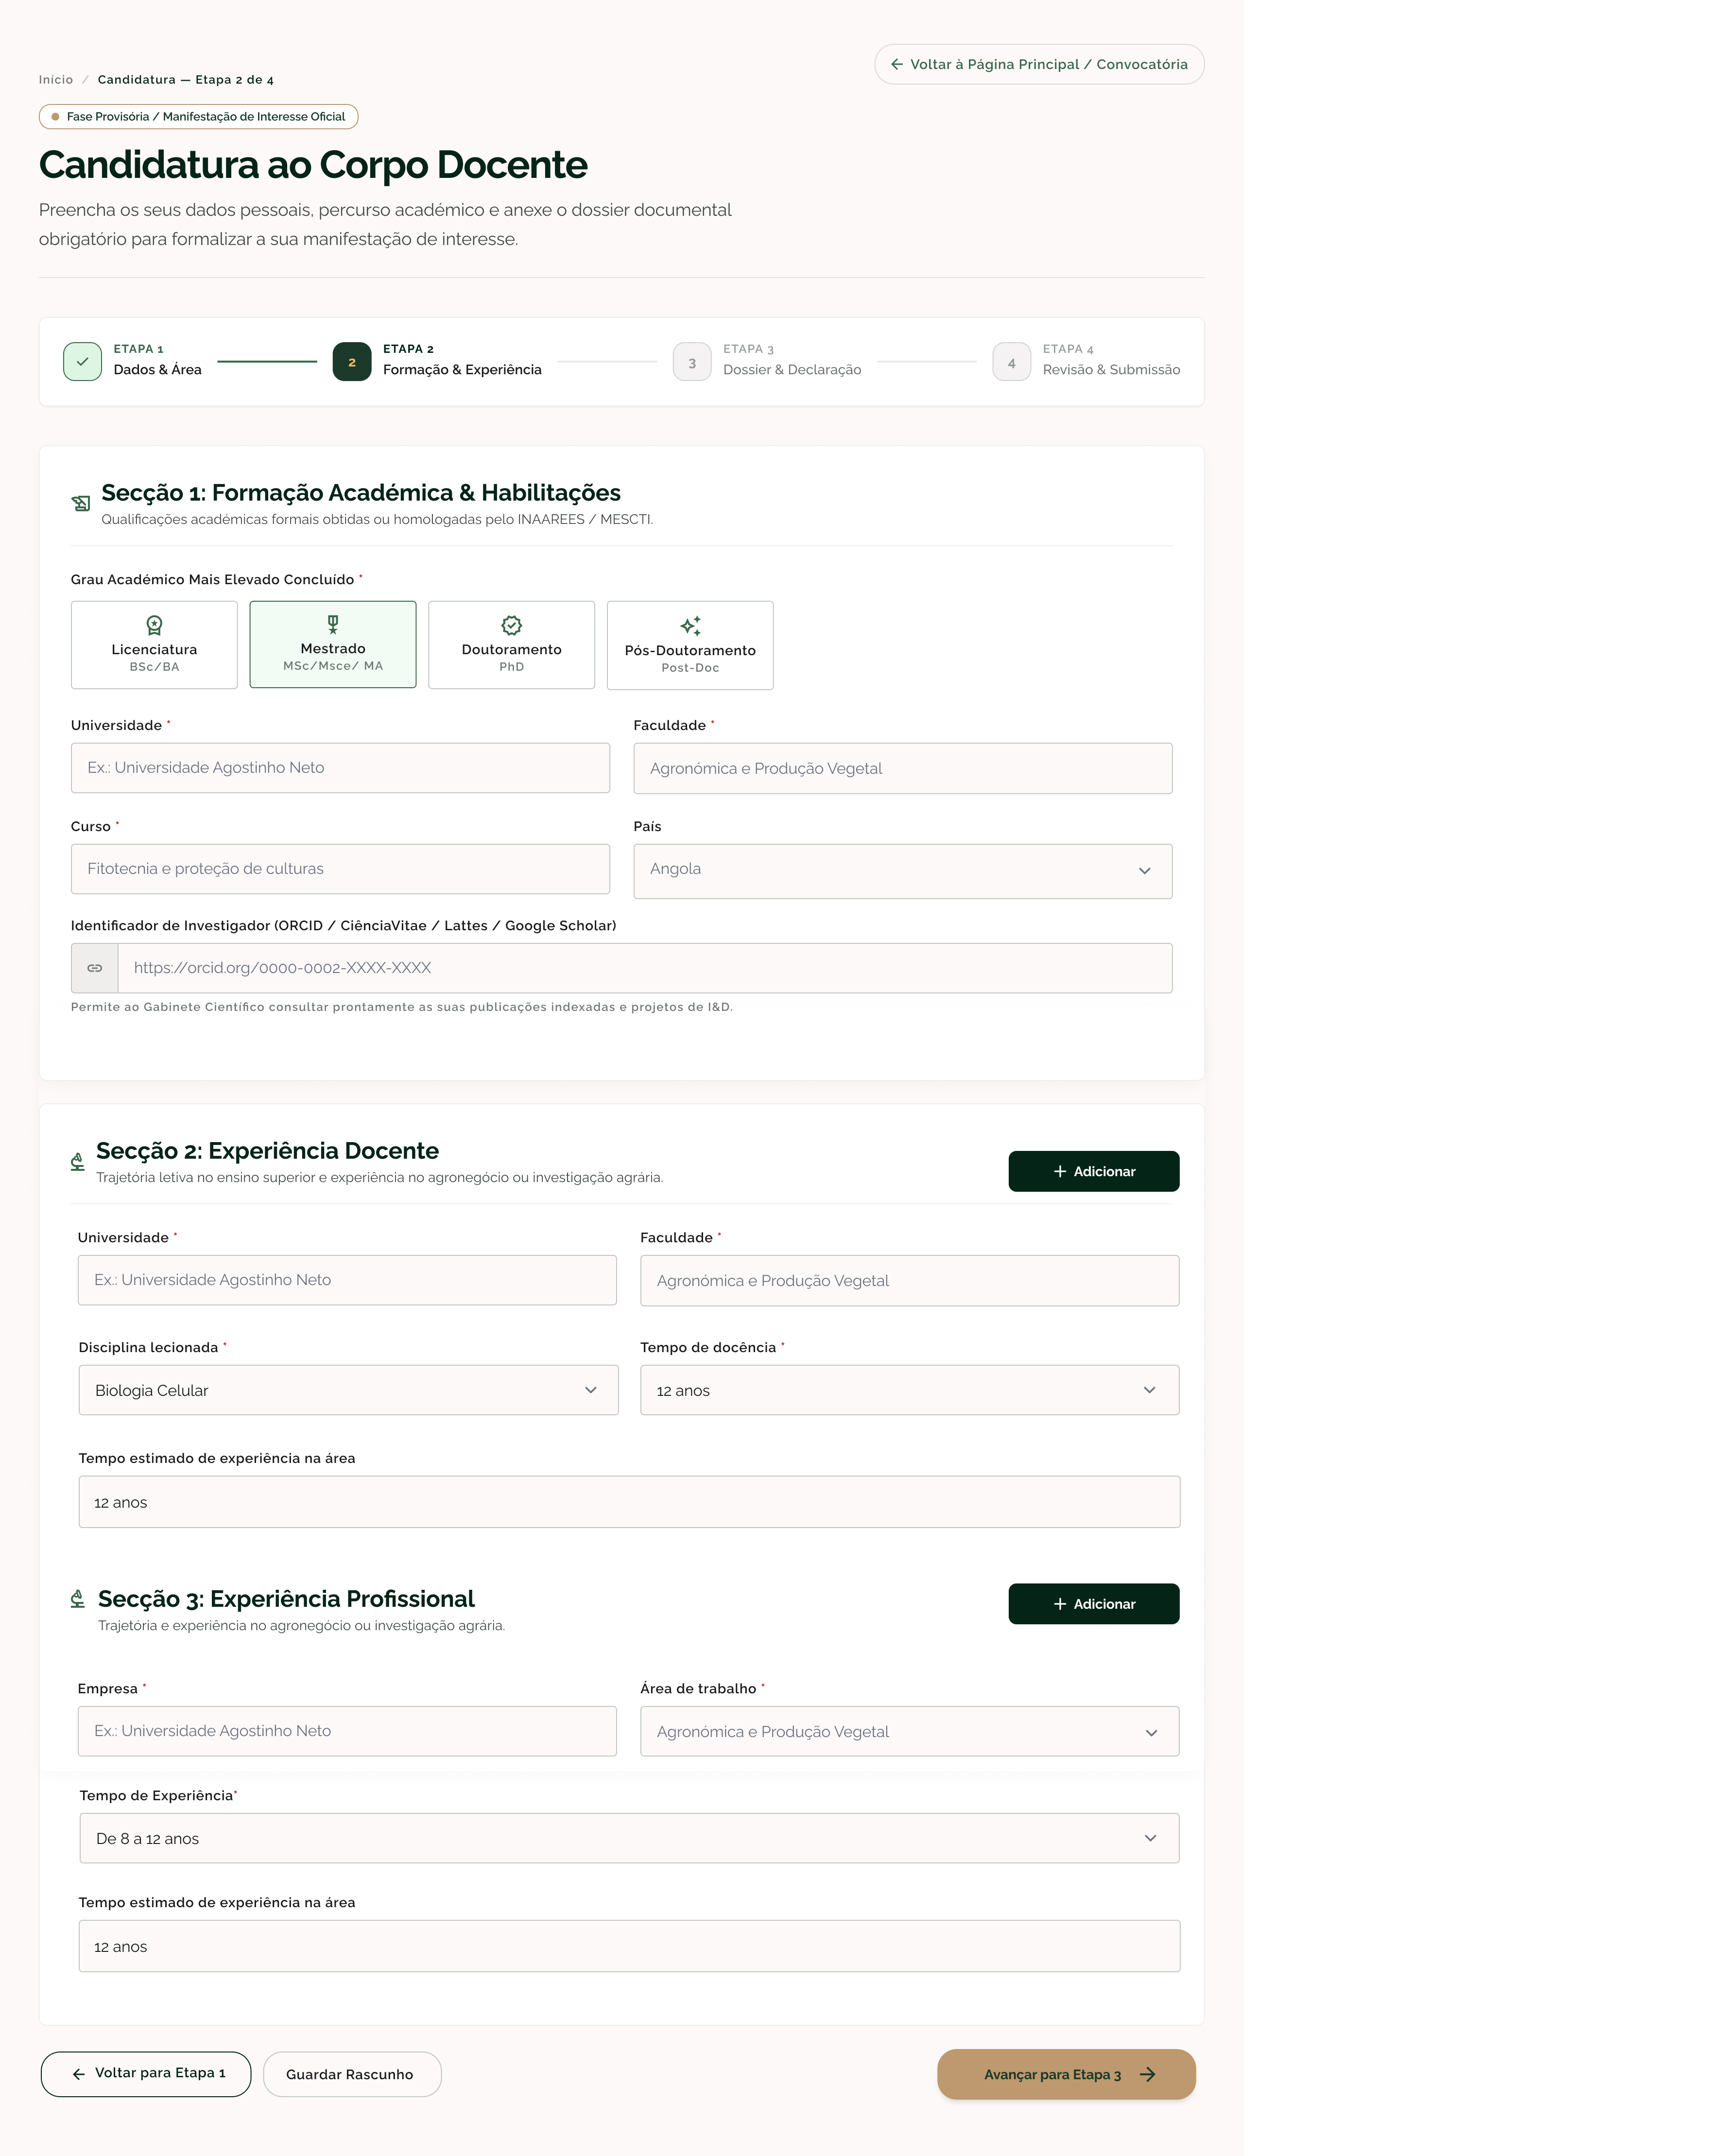 Voltar à Página Principal / Convocatória
Início / Candidatura — Etapa 2 de 4
Fase Provisória / Manifestação de Interesse Oficial
Candidatura ao Corpo Docente
Preencha os seus dados pessoais, percurso académico e anexe o dossier documental
obrigatório para formalizar a sua manifestação de interesse.
ETAPA 1
Dados & Área
2
ETAPA 2
Formação & Experiência
3
ETAPA 3
Dossier & Declaração
4
ETAPA 4
Revisão & Submissão
Secção 1: Formação Académica & Habilitações
Qualificações académicas formais obtidas ou homologadas pelo INAAREES / MESCTI.
Grau Académico Mais Elevado Concluído *
Licenciatura
BSc/BA
Mestrado
MSc/Msce/ MA
Doutoramento
PhD
Pós-Doutoramento
Post-Doc
Universidade *
Ex.: Universidade Agostinho Neto
Faculdade *
Agronómica e Produção Vegetal
Curso *
Fitotecnia e proteção de culturas
País
Angola
Identificador de Investigador (ORCID / CiênciaVitae / Lattes / Google Scholar)
https://orcid.org/0000-0002-XXXX-XXXX
Permite ao Gabinete Científico consultar prontamente as suas publicações indexadas e projetos de I&D.
Secção 2: Experiência Docente
Trajetória letiva no ensino superior e experiência no agronegócio ou investigação agrária.
Adicionar
Universidade *
Ex.: Universidade Agostinho Neto
Faculdade *
Agronómica e Produção Vegetal
Disciplina lecionada *
Biologia Celular
Tempo de docência *
12 anos
Tempo estimado de experiência na área
12 anos
Secção 3: Experiência Profissional
Trajetória e experiência no agronegócio ou investigação agrária.
Adicionar
Empresa *
Ex.: Universidade Agostinho Neto
Área de trabalho *
Agronómica e Produção Vegetal
Tempo de Experiência*
De 8 a 12 anos
Tempo estimado de experiência na área
12 anos
Voltar para Etapa 1
Guardar Rascunho
Avançar para Etapa 3